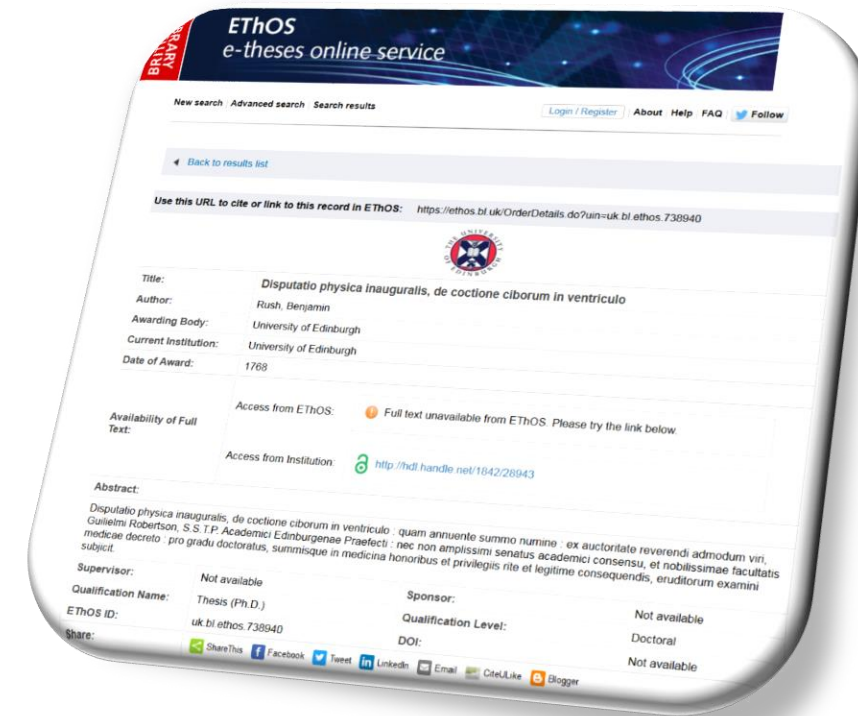 BRITISH LIBRARY
EThOS
e-theses online service
New search Advanced search Search results
Login / Register About Help FAQ Follow
Back to results list
Use this URL to cite or link to this record in EThOS: https://ethos.bl.uk/OrderDetails.do?uin=uk.bl.ethos.738940
THE UNIVERSITY OF EDINBURGH
Title: Disputatio physica inauguralis, de coctione ciborum in ventriculo
Author: Rush, Benjamin
Awarding Body: University of Edinburgh
Current Institution: University of Edinburgh
Date of Award: 1768
Availability of Full Text:
Access from EThOS: Full text unavailable from EThOS. Please try the link below.
Access from Institution: http://hdl.handle.net/1842/28943
Abstract:
Disputatio physica inauguralis, de coctione ciborum in ventriculo : quam annuente summo numine : ex auctoritate reverendi admodum viri,
Guilielmi Robertson, S.S.T.P. Academici Edinburgenae Praefecti : nec non amplissimi senatus academici consensu, et nobilissimae facultatis
medicae decreto : pro gradu doctoratus, summisque in medicina honoribus et privilegiis rite et legitime consequendis, eruditorum examini
subjicit.
Supervisor: Not available Sponsor: Not available
Qualification Name: Thesis (Ph.D.) Qualification Level: Doctoral
EThOS ID: uk.bl.ethos.738940 DOI: Not available
Share: ShareThis Facebook Tweet LinkedIn Email CiteULike Blogger